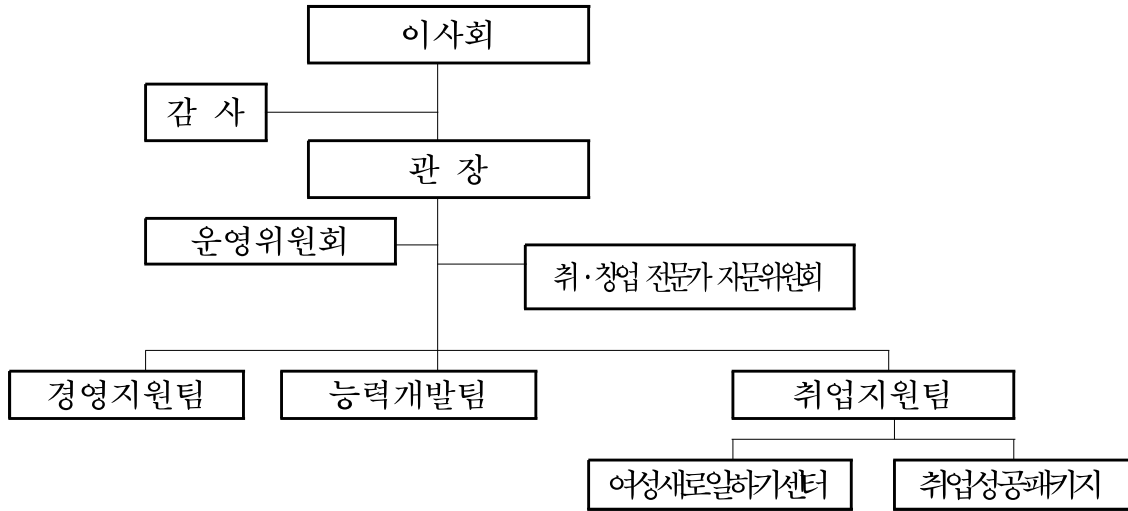 이사회
감 사
관 장
운영위원회
취·창업 전문가 자문위원회
경영지원팀
능력개발팀
취업지원팀
여성새로일하기센터
취업성공패키지